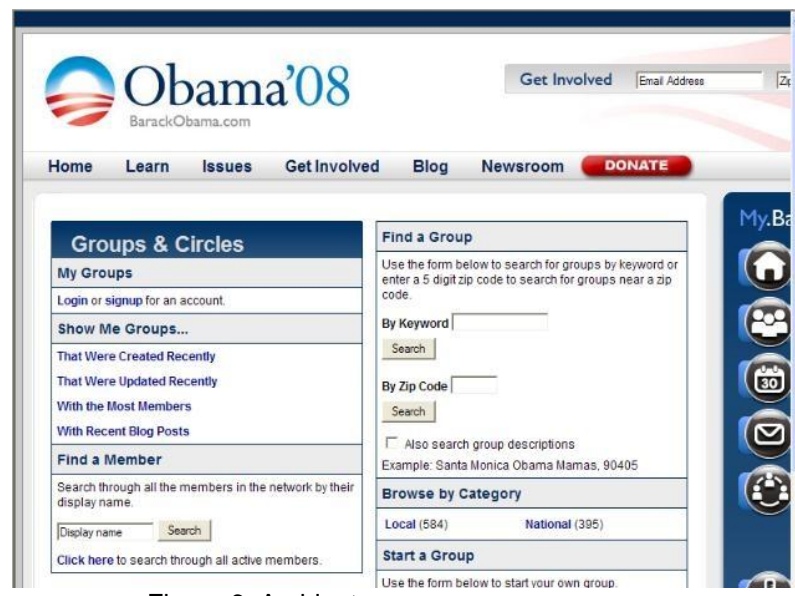 Obama'08
BarackObama.com
Get Involved
Email Address
Home Learn Issues Get Involved Blog Newsroom DONATE
Groups & Circles
My Groups
Login or signup for an account.
Show Me Groups...
That Were Created Recently
That Were Updated Recently
With the Most Members
With Recent Blog Posts
Find a Member
Search through all the members in the network by their
display name.
Display name Search
Click here to search through all active members.
Find a Group
Use the form below to search for groups by keyword or
enter a 5 digit zip code to search for groups near a zip
code.
By Keyword
Search
By Zip Code
Search
Also search group descriptions
Example: Santa Monica Obama Mamas, 90405
Browse by Category
Local (584) National (395)
Start a Group
Use the form below to start your own group.
My.Ba
30